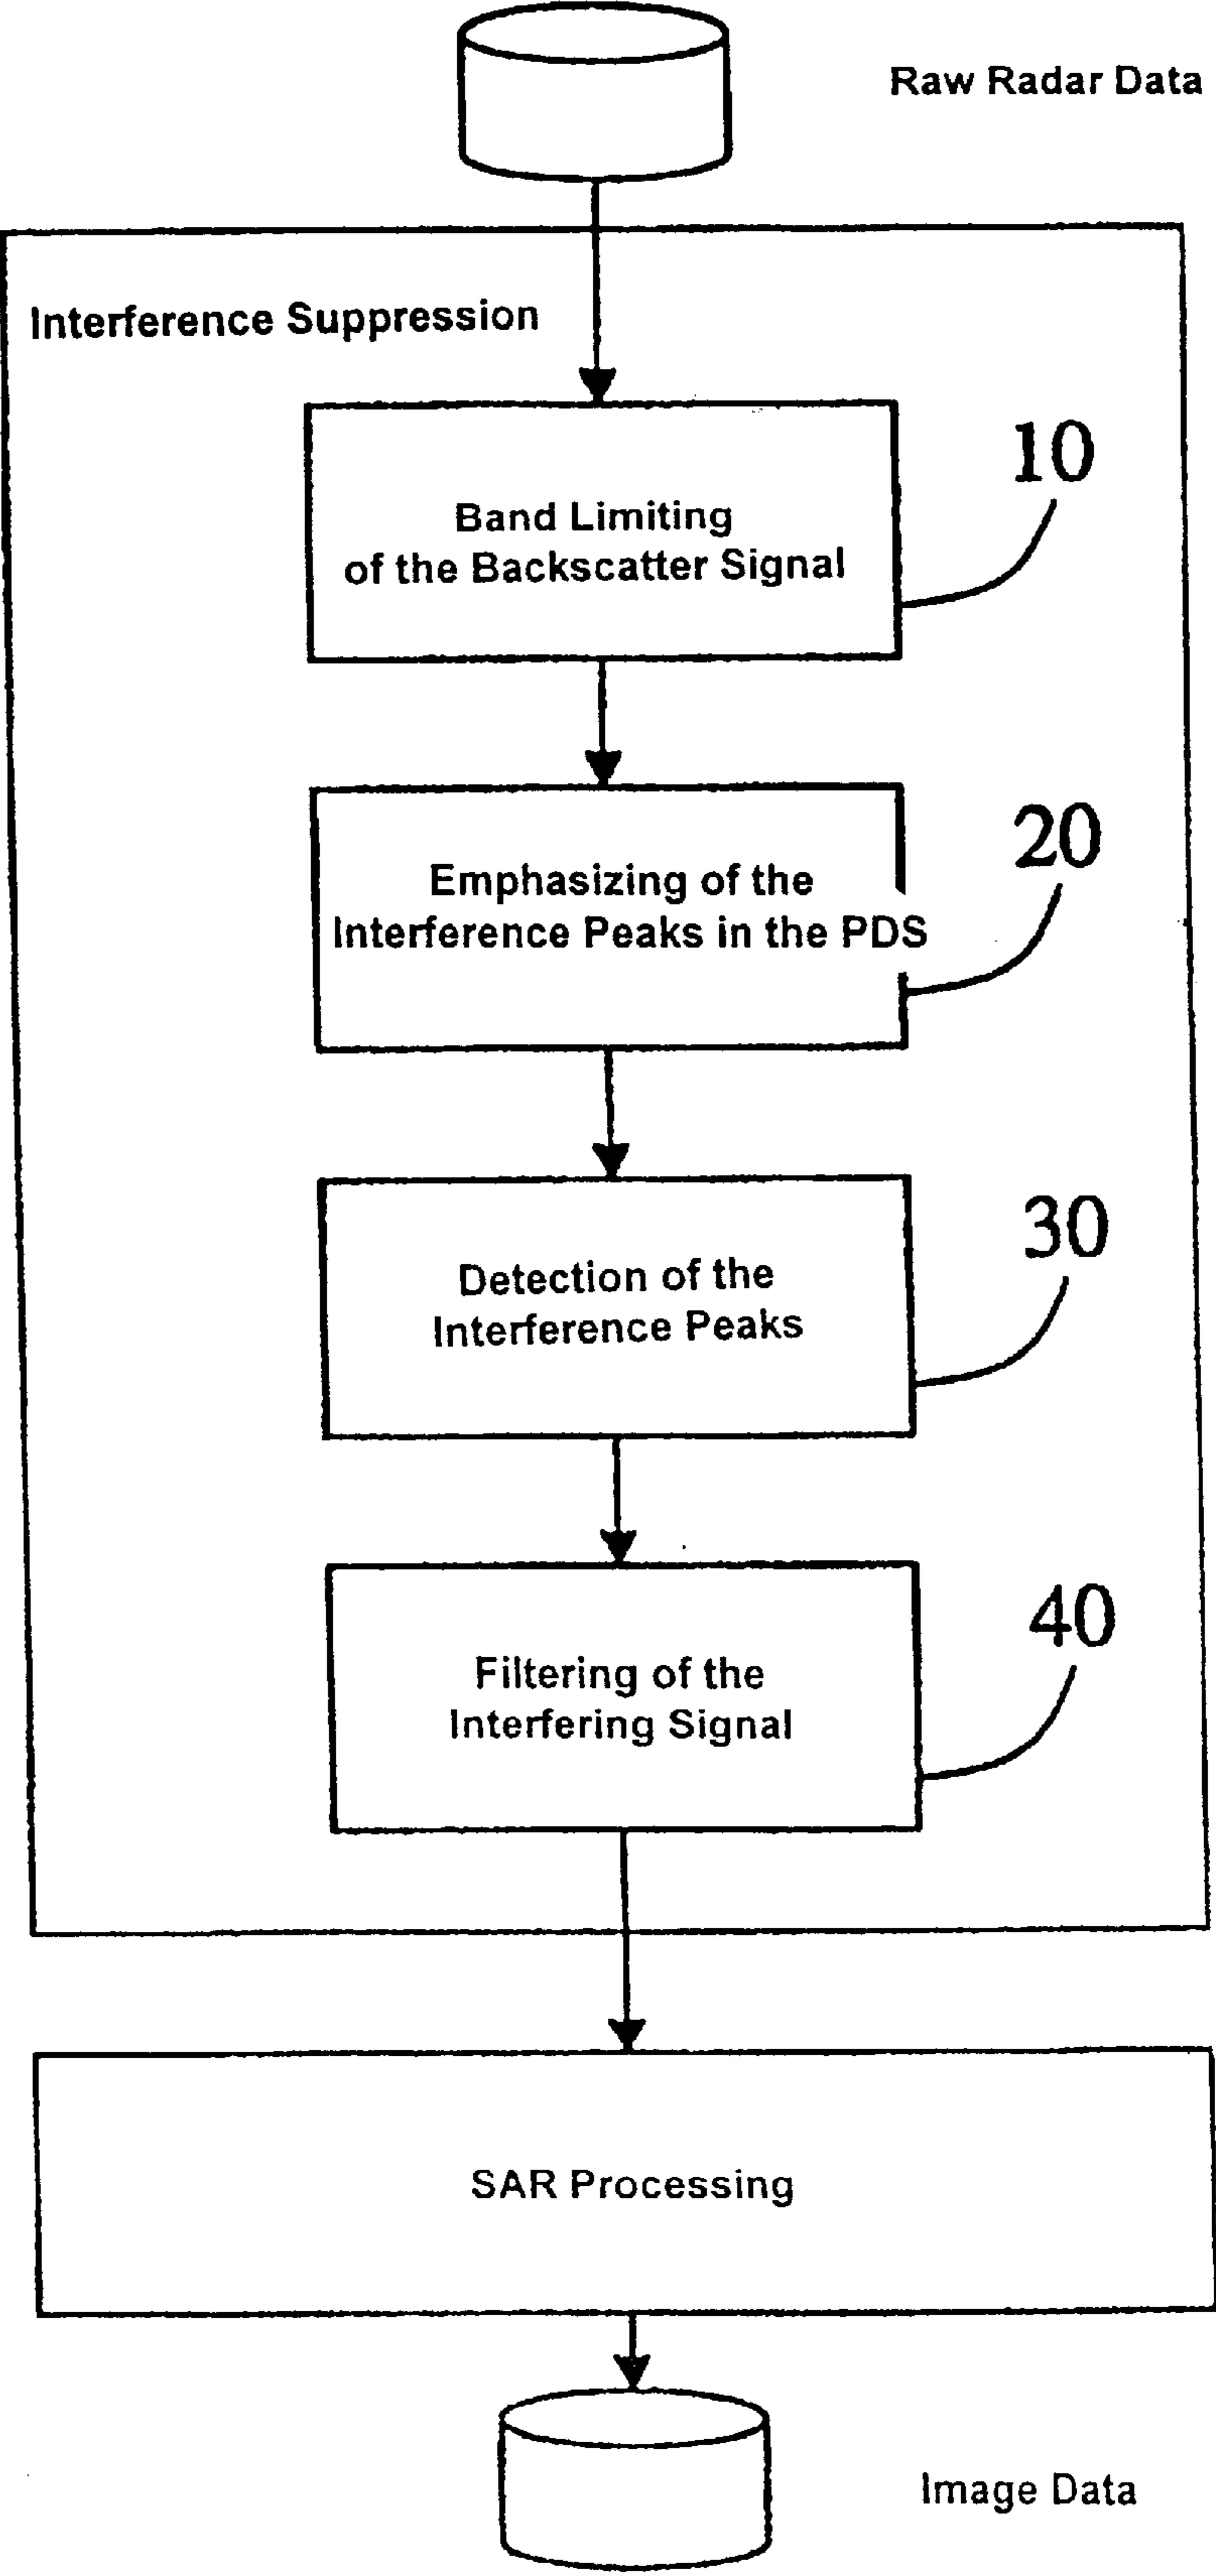 Raw Radar Data
Interference Suppression
10
Band Limiting
of the Backscatter Signal
20
Emphasizing of the
Interference Peaks in the PDS
30
Detection of the
Interference Peaks
40
Filtering of the
Interfering Signal
SAR Processing
Image Data